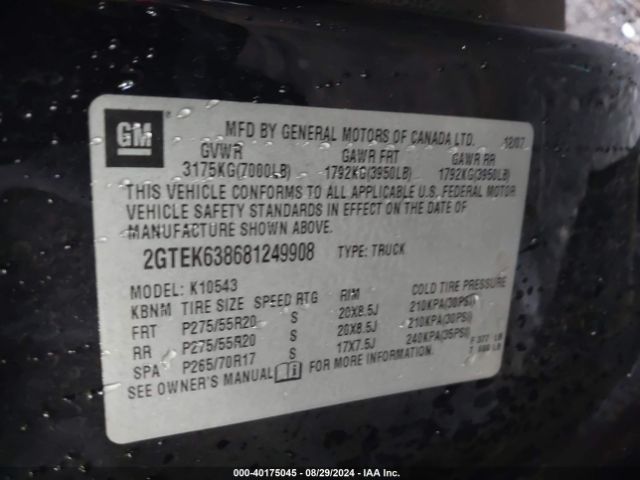 GM
MFD BY GENERAL MOTORS OF CANADA LTD. 12/07
GVWR GAWR FRT GAWR RR
3175KG(7000LB) 1792KG(3950LB) 1792KG(3950LB)
THIS VEHICLE CONFORMS TO ALL APPLICABLE U.S. FEDERAL MOTOR
VEHICLE SAFETY STANDARDS IN EFFECT ON THE DATE OF
MANUFACTURE SHOWN ABOVE.
2GTEK638681249908 TYPE: TRUCK
MODEL: K10543
KBNM TIRE SIZE SPEED RTG RIM COLD TIRE PRESSURE
FRT P275/55R20 S 20X8.5J 210KPA(30PSI)
RR P275/55R20 S 20X8.5J 210KPA(30PSI)
SPA P265/70R17 S 17X7.5J 240KPA(35PSI)
SEE OWNER'S MANUAL FOR MORE INFORMATION.
F 377 LB
LB
000-40175045 - 08/29/2024 - IAA Inc.